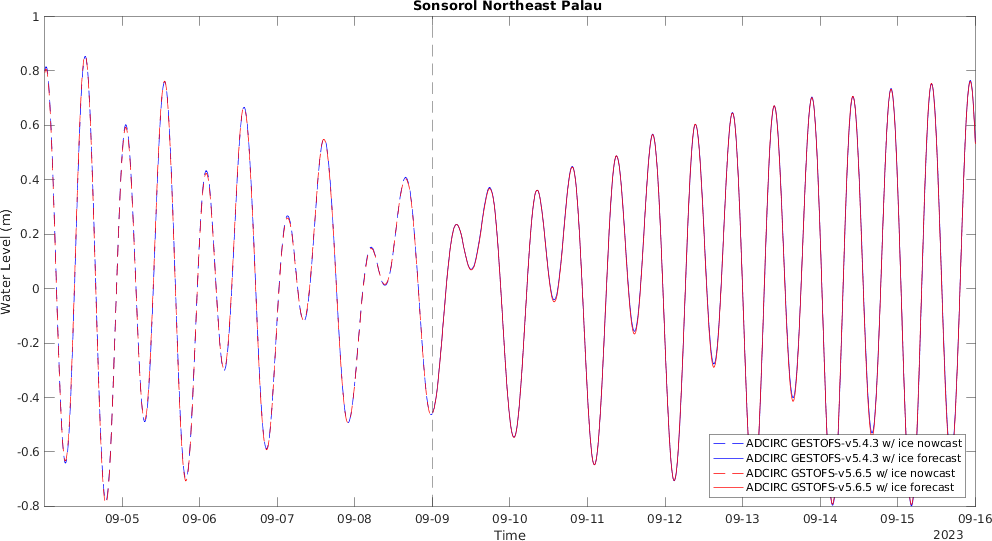 Sonsorol Northeast Palau
1
0.8
0.6
0.4
0.2
0
-0.2
-0.4
-0.6
-0.8
Water Level (m)
ADCIRC GESTOFS-v5.4.3 w/ ice nowcast
ADCIRC GESTOFS-v5.4.3 w/ ice forecast
ADCIRC GSTOFS-v5.6.5 w/ ice nowcast
ADCIRC GSTOFS-v5.6.5 w/ ice forecast
09-05 09-06 09-07 09-08 09-09 09-10 09-11 09-12 09-13 09-14 09-15 09-16
Time
2023